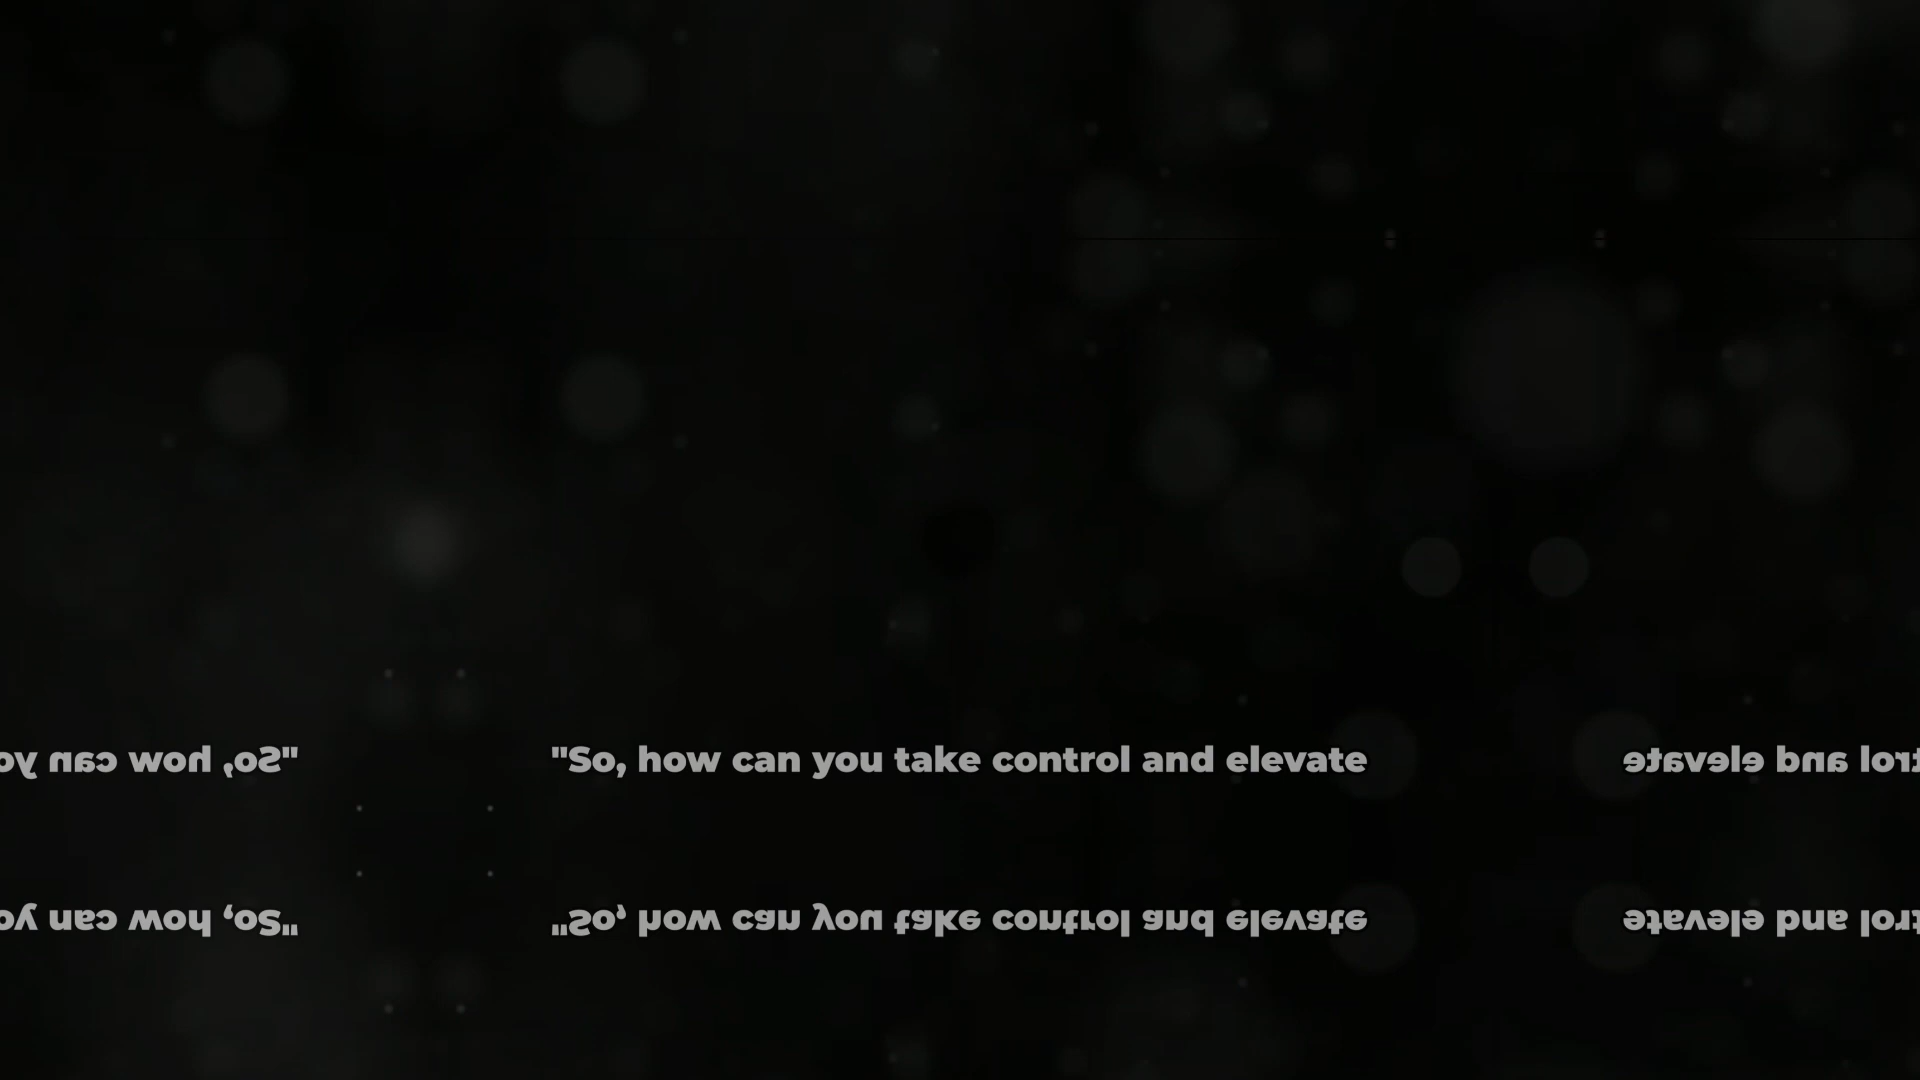 "So, how can you take control and elevate